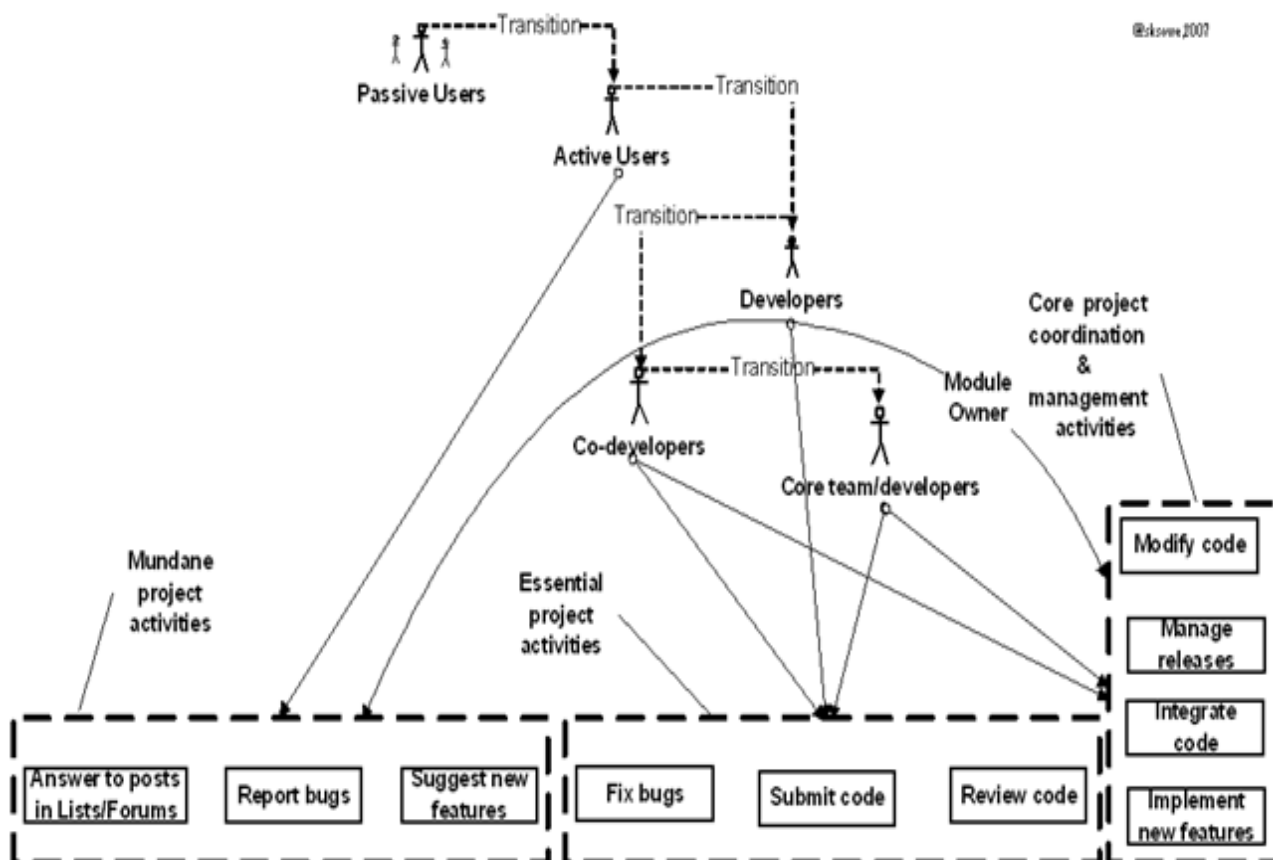 Transition
Passive Users
Transition
Active Users
Transition
Developers
Core project
coordination
&
management
activities
Transition
Module
Owner
Co-developers
Core team/developers
Modify code
Mundane
project
activities
Essential
project
activities
Manage
releases
Integrate
code
Answer to posts
in Lists/Forums
Report bugs
Suggest new
features
Fix bugs
Submit code
Review code
Implement
new features